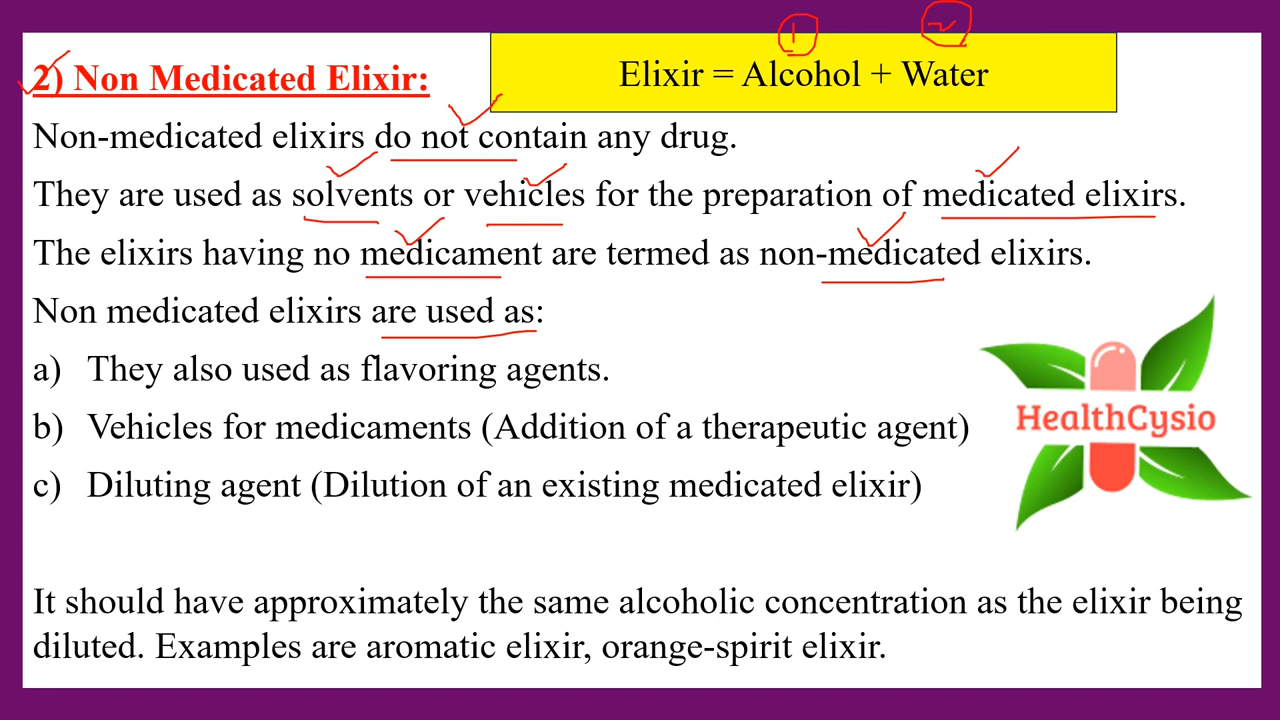 2) Non Medicated Elixir:
Elixir = Alcohol + Water
1
2
Non-medicated elixirs do not contain any drug.
They are used as solvents or vehicles for the preparation of medicated elixirs.
The elixirs having no medicament are termed as non-medicated elixirs.
Non medicated elixirs are used as:
a) They also used as flavoring agents.
b) Vehicles for medicaments (Addition of a therapeutic agent)
c) Diluting agent (Dilution of an existing medicated elixir)
HealthCysio
It should have approximately the same alcoholic concentration as the elixir being
diluted. Examples are aromatic elixir, orange-spirit elixir.